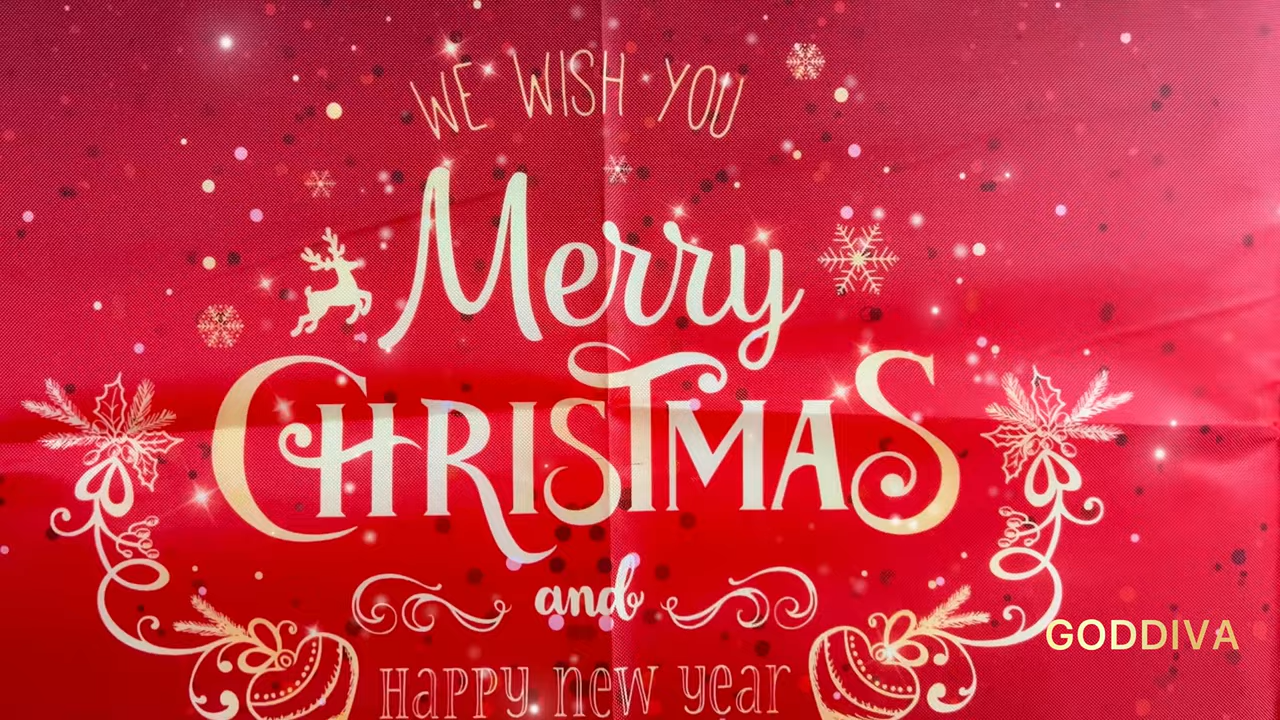 WE WISH YOU
Merry
CHRISTMAS
and
Happy new year
GODDIVA